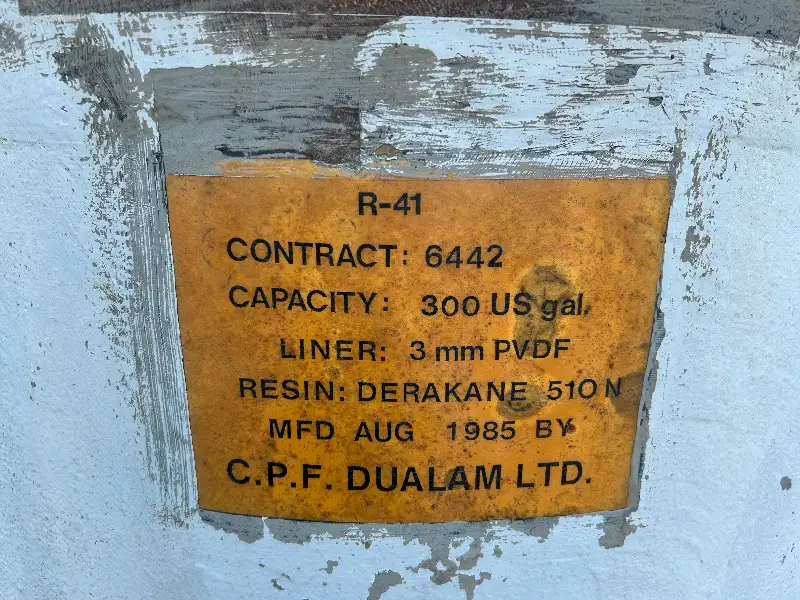 R-41
CONTRACT: 6442
CAPACITY: 300 US gal.
LINER: 3 mm PVDF
RESIN: DERAKANE 510 N
MFD AUG 1985 BY
C.P.F. DUALAM LTD.